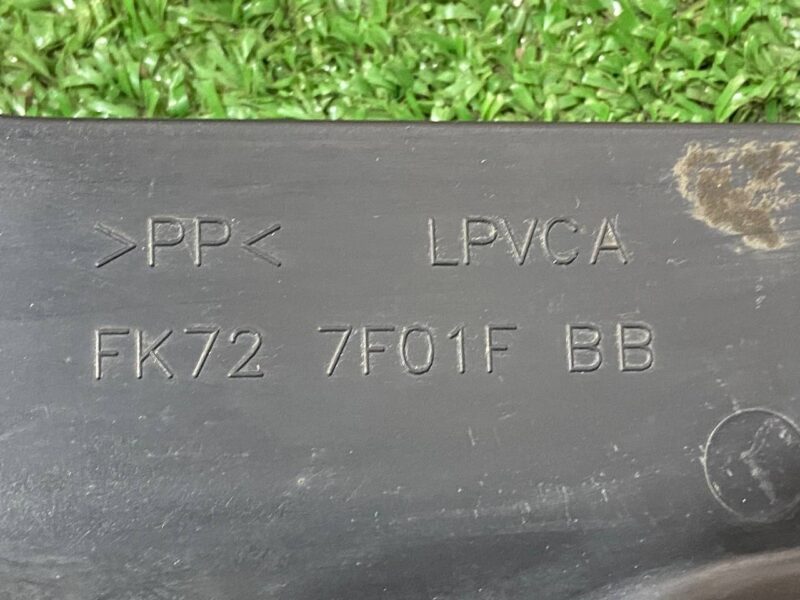 >PP< LPVCA
FK72 7F01F BB